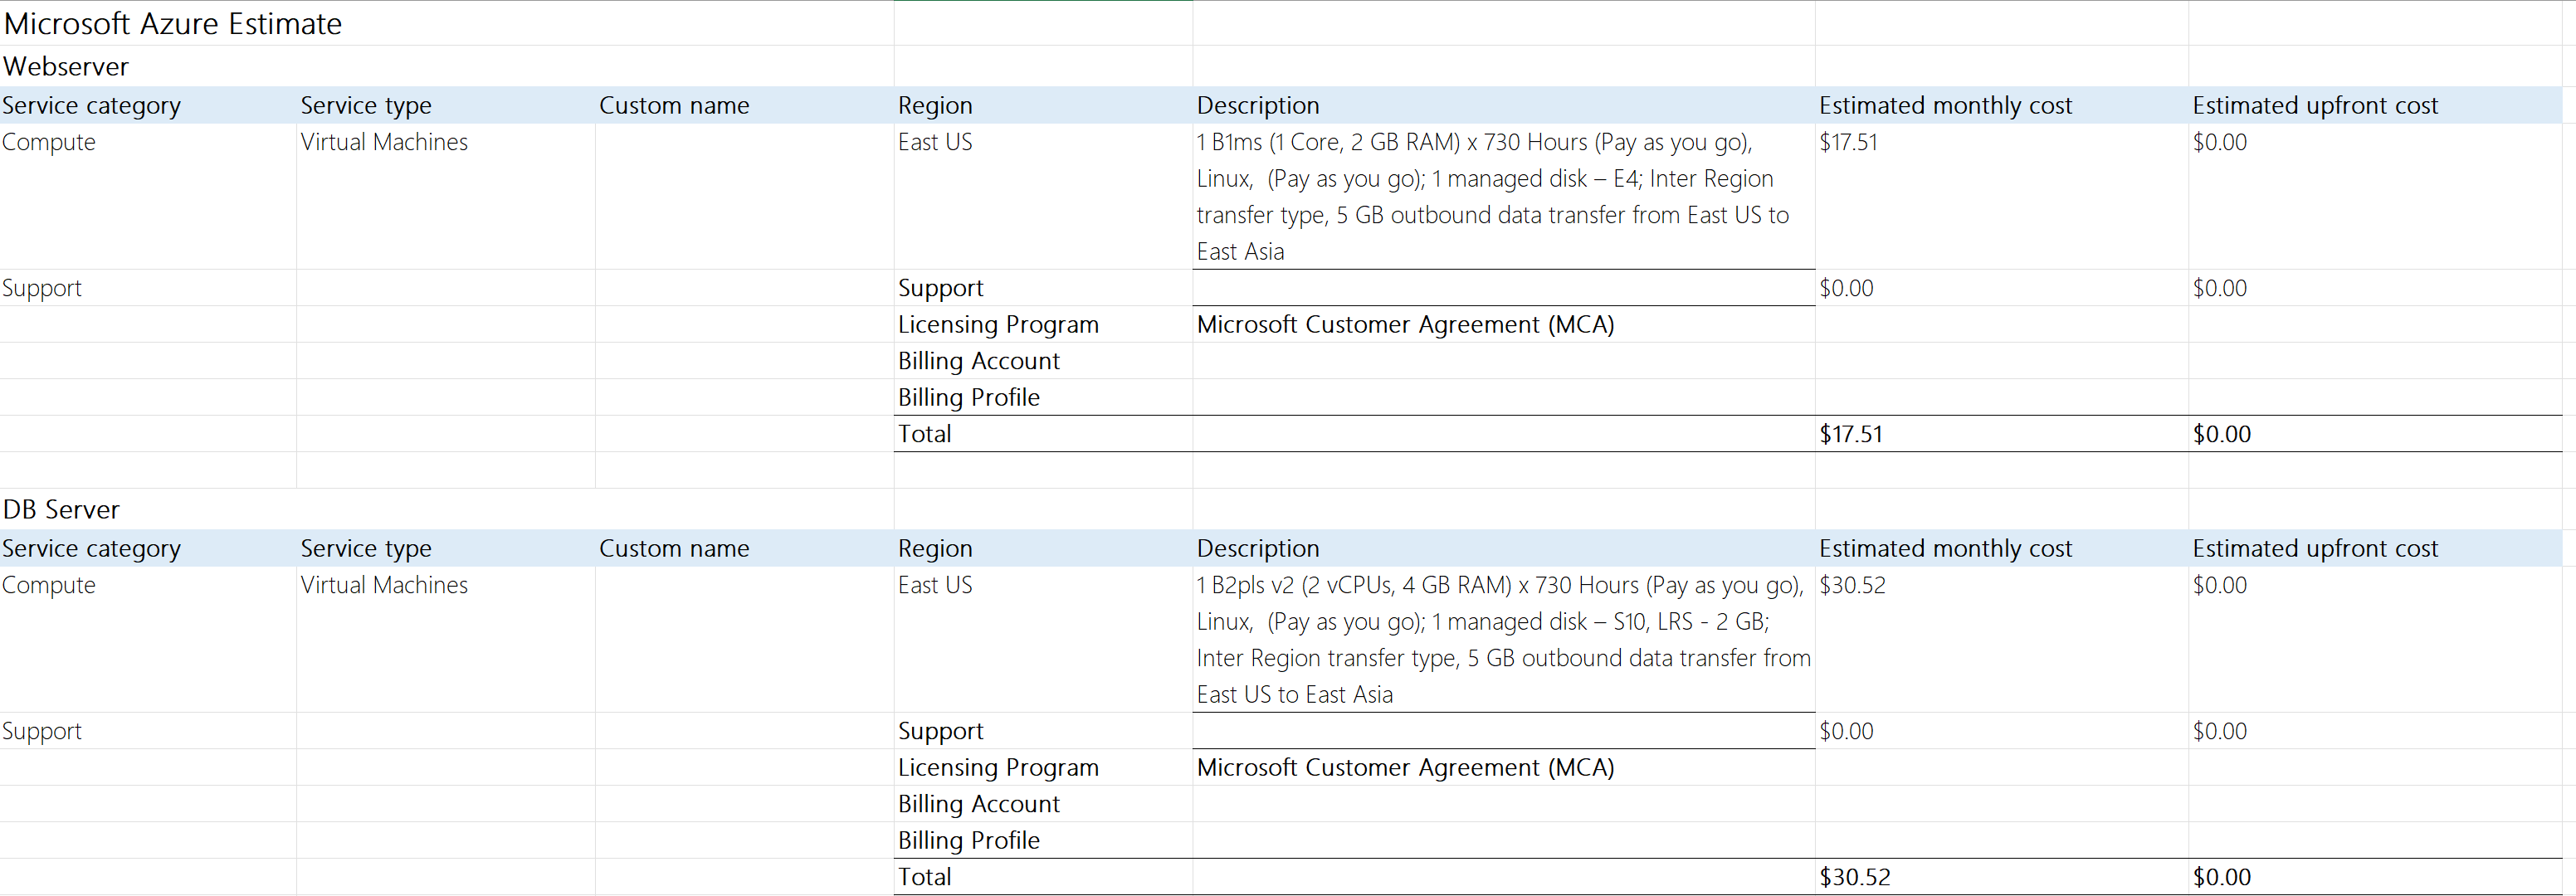 Microsoft Azure Estimate
Webserver
Service category Service type Custom name Region Description Estimated monthly cost Estimated upfront cost
Compute Virtual Machines East US 1 B1ms (1 Core, 2 GB RAM) x 730 Hours (Pay as you go), $17.51 $0.00
Linux,  (Pay as you go); 1 managed disk – E4; Inter Region
transfer type, 5 GB outbound data transfer from East US to
East Asia
Support Support $0.00 $0.00
Licensing Program Microsoft Customer Agreement (MCA)
Billing Account
Billing Profile
Total $17.51 $0.00
DB Server
Service category Service type Custom name Region Description Estimated monthly cost Estimated upfront cost
Compute Virtual Machines East US 1 B2pls v2 (2 vCPUs, 4 GB RAM) x 730 Hours (Pay as you go), $30.52 $0.00
Linux,  (Pay as you go); 1 managed disk – S10, LRS - 2 GB;
Inter Region transfer type, 5 GB outbound data transfer from
East US to East Asia
Support Support $0.00 $0.00
Licensing Program Microsoft Customer Agreement (MCA)
Billing Account
Billing Profile
Total $30.52 $0.00